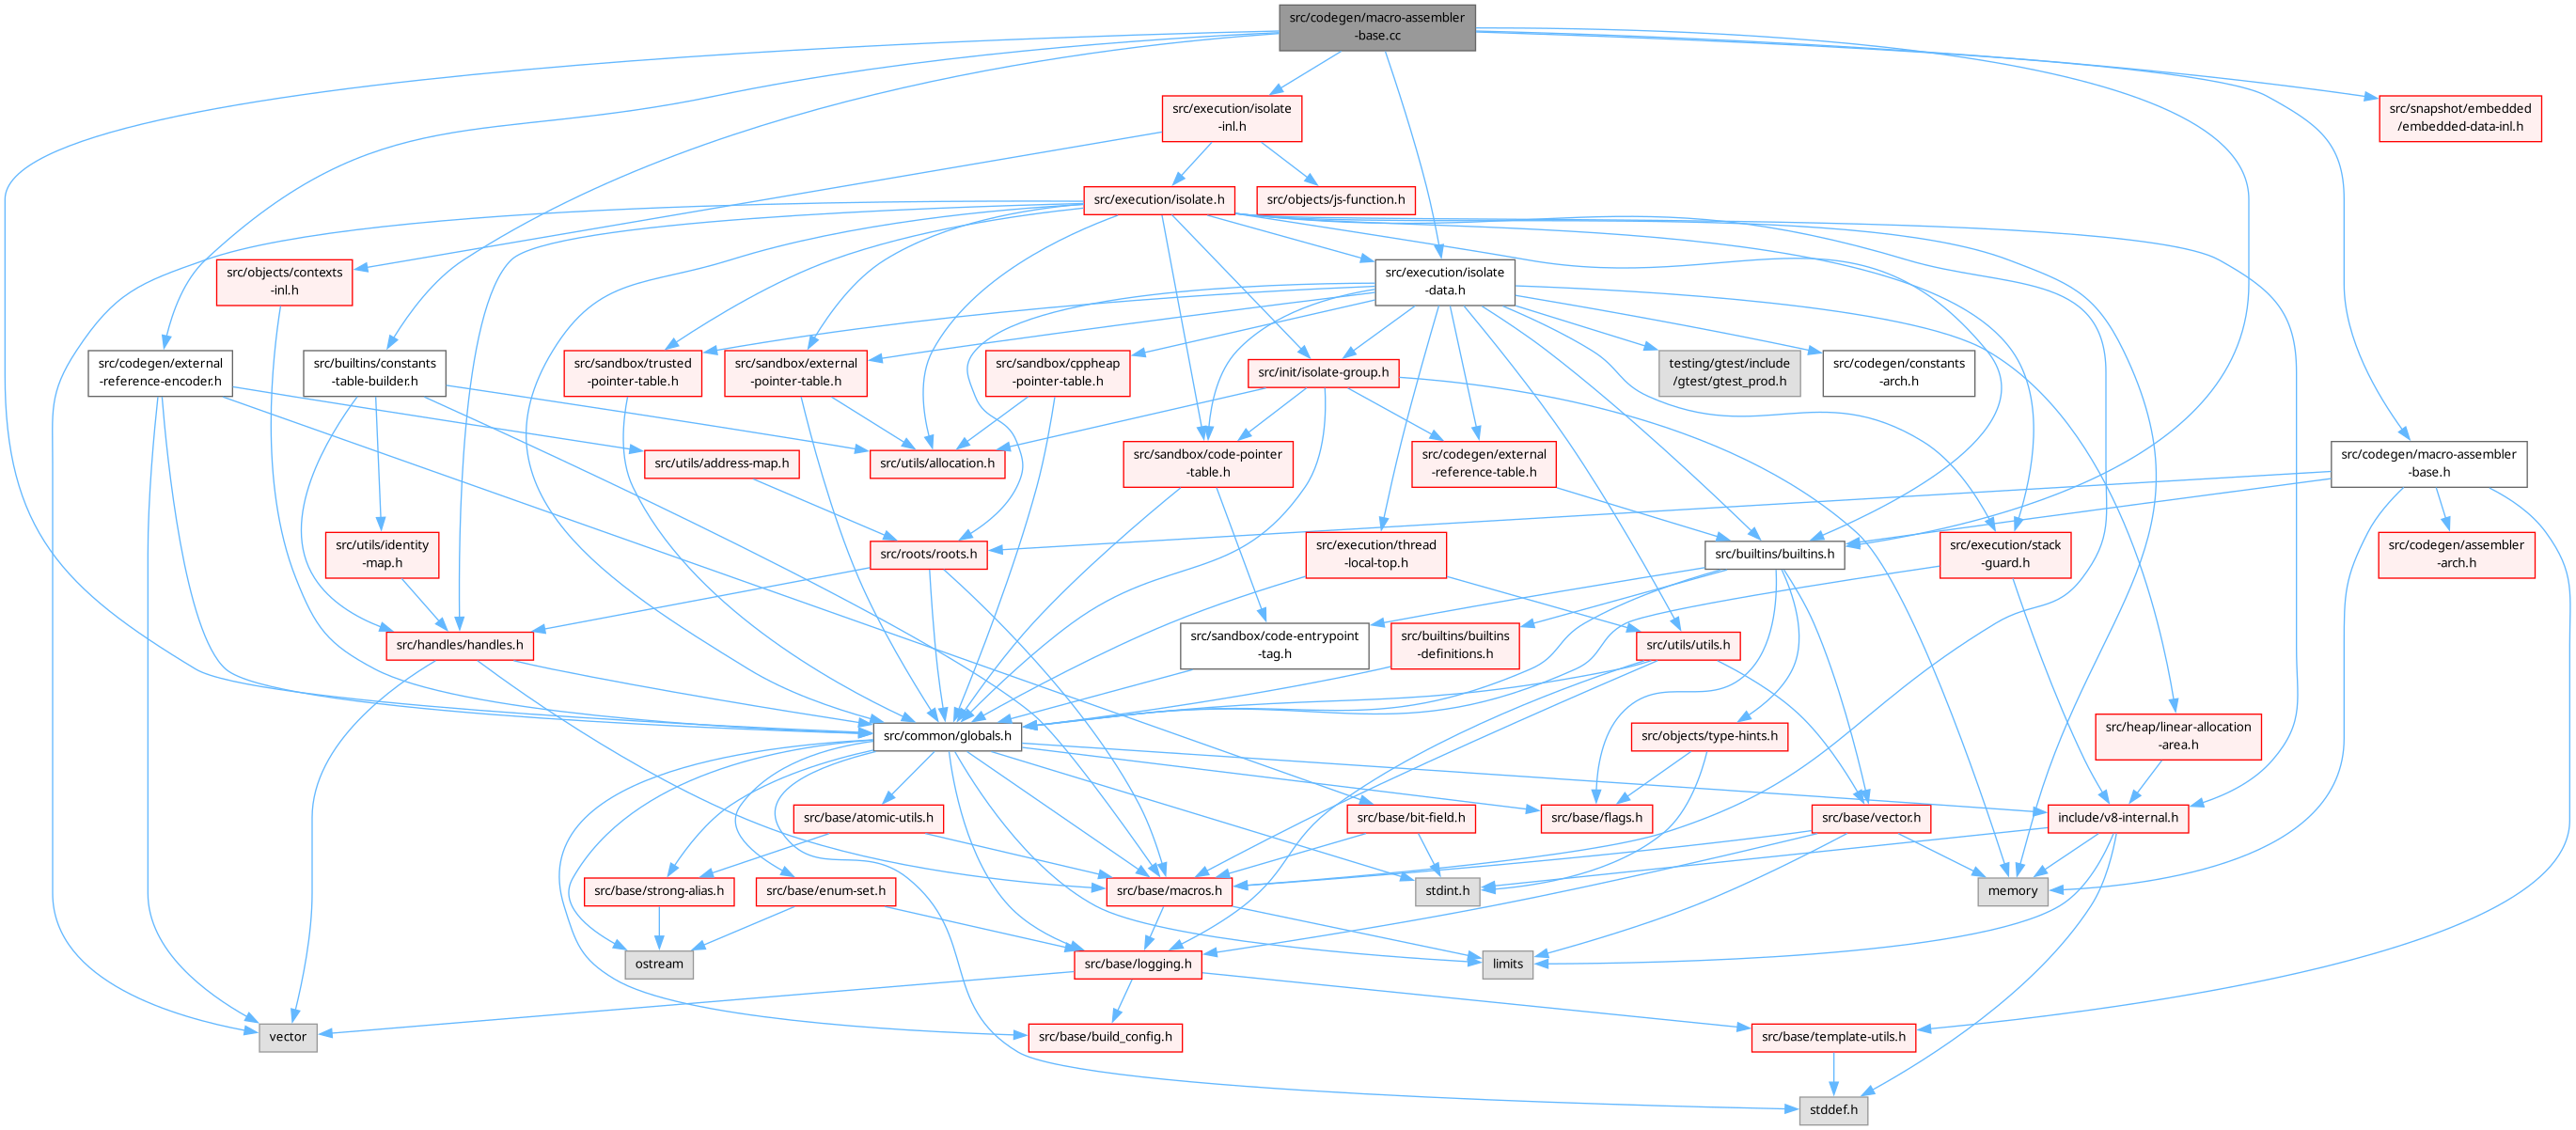 src/codegen/macro-assembler
-base.cc
src/execution/isolate
-inl.h
src/snapshot/embedded
/embedded-data-inl.h
src/execution/isolate.h
src/objects/js-function.h
src/objects/contexts
-inl.h
src/execution/isolate
-data.h
src/codegen/external
-reference-encoder.h
src/builtins/constants
-table-builder.h
src/sandbox/trusted
-pointer-table.h
src/sandbox/external
-pointer-table.h
src/sandbox/cppheap
-pointer-table.h
src/init/isolate-group.h
testing/gtest/include
/gtest/gtest_prod.h
src/codegen/constants
-arch.h
src/utils/address-map.h
src/utils/allocation.h
src/sandbox/code-pointer
-table.h
src/codegen/external
-reference-table.h
src/codegen/macro-assembler
-base.h
src/utils/identity
-map.h
src/roots/roots.h
src/execution/thread
-local-top.h
src/builtins/builtins.h
src/execution/stack
-guard.h
src/codegen/assembler
-arch.h
src/handles/handles.h
src/sandbox/code-entrypoint
-tag.h
src/builtins/builtins
-definitions.h
src/utils/utils.h
src/common/globals.h
src/objects/type-hints.h
src/heap/linear-allocation
-area.h
src/base/atomic-utils.h
src/base/bit-field.h
src/base/flags.h
src/base/vector.h
include/v8-internal.h
src/base/strong-alias.h
src/base/enum-set.h
src/base/macros.h
stdint.h
memory
ostream
src/base/logging.h
limits
vector
src/base/build_config.h
src/base/template-utils.h
stddef.h